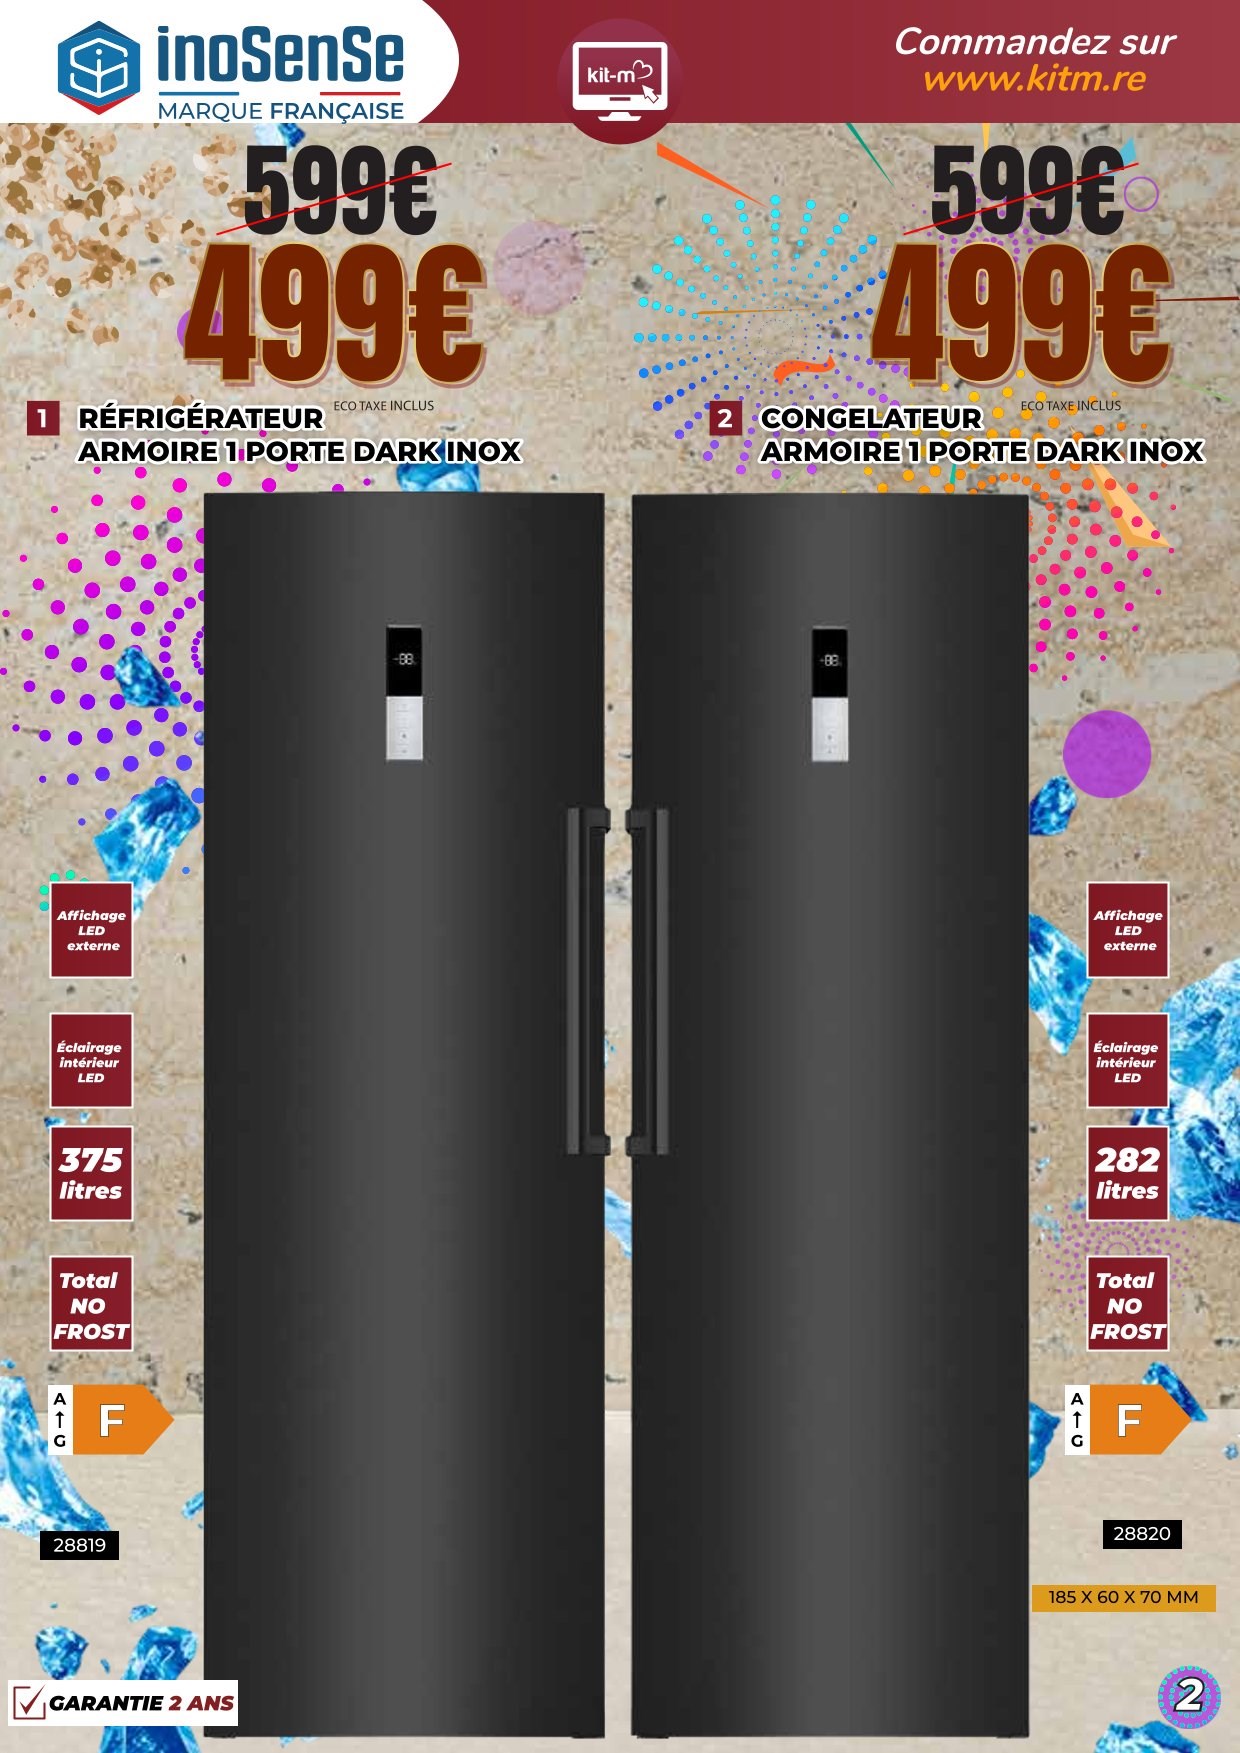 inoSenSe
MARQUE FRANÇAISE
kit-m
Commandez sur
www.kitm.re
599€
499€
ECO TAXE INCLUS
1 RÉFRIGÉRATEUR
ARMOIRE 1 PORTE DARK INOX
599€
499€
ECO TAXE INCLUS
2 CONGELATEUR
ARMOIRE 1 PORTE DARK INOX
-88
-88
Affichage
LED
externe
Éclairage
intérieur
LED
375
litres
Total
NO
FROST
A
↑
G
F
28819
GARANTIE 2 ANS
Affichage
LED
externe
Éclairage
intérieur
LED
282
litres
Total
NO
FROST
A
↑
G
F
28820
185 X 60 X 70 MM
2